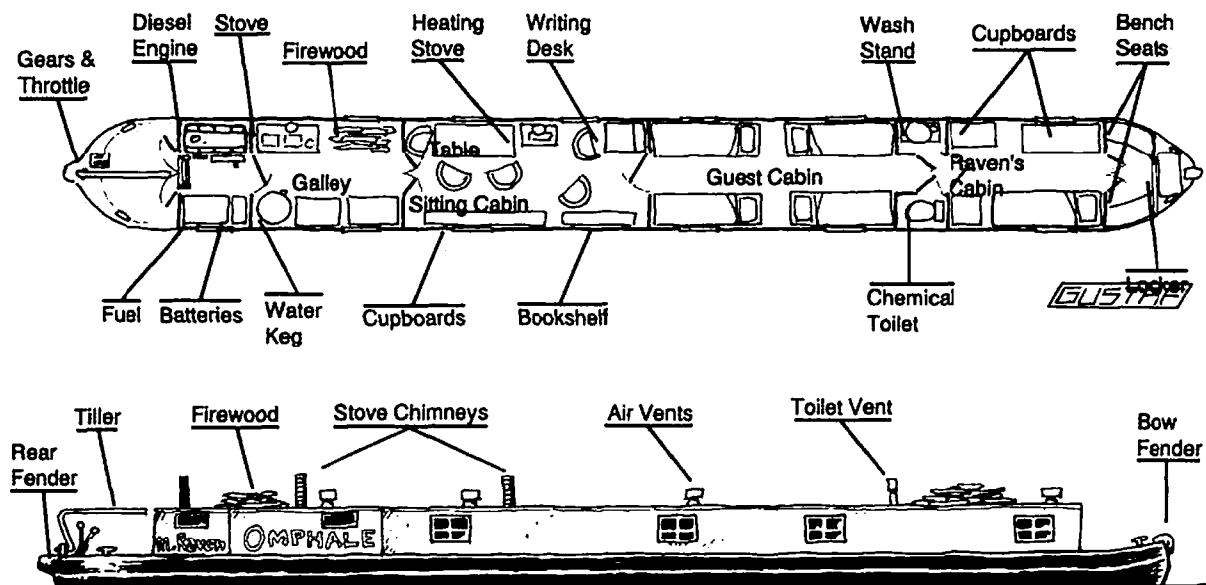 Gears &
Throttle
Diesel
Engine
Stove
Firewood
Heating
Stove
Writing
Desk
Wash
Stand
Cupboards
Bench
Seats
Table
Galley
Sitting Cabin
Guest Cabin
Raven's
Cabin
Fuel
Batteries
Water
Keg
Cupboards
Bookshelf
Chemical
Toilet
Locker
GUSTAF
Rear
Fender
Tiller
Firewood
Stove Chimneys
Air Vents
Toilet Vent
Bow
Fender
M. Raven
OMPHALE